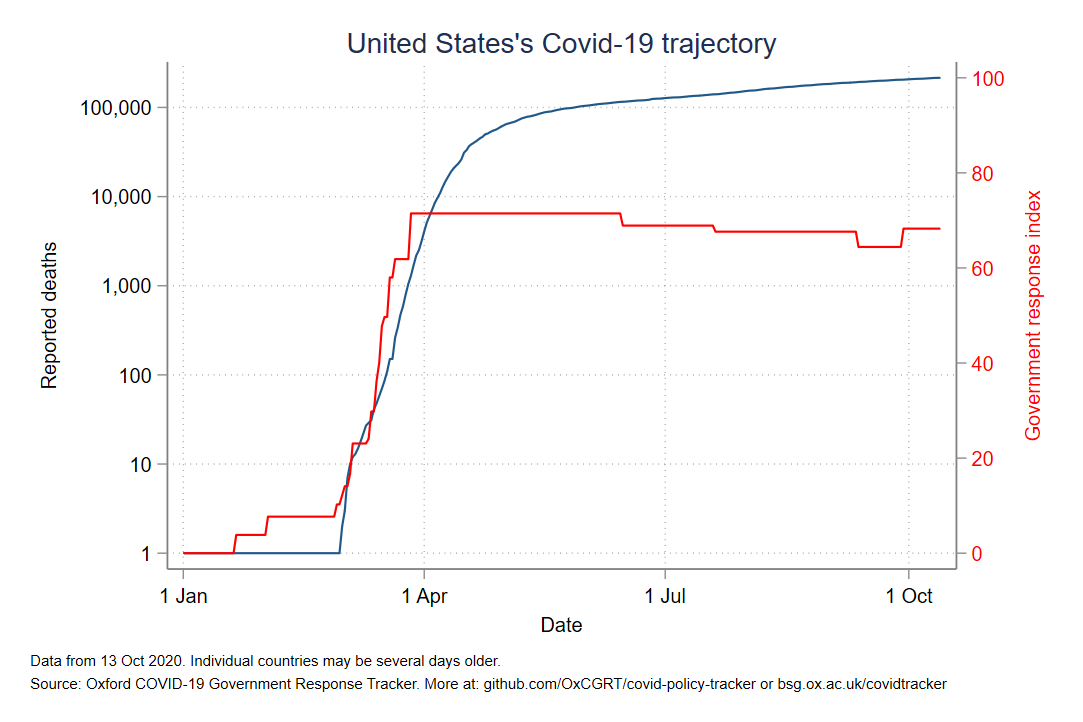 United States's Covid-19 trajectory
100,000
10,000
1,000
100
10
1
Reported deaths
100
80
60
40
20
0
Government response index
1 Jan
1 Apr
1 Jul
1 Oct
Date
Data from 13 Oct 2020. Individual countries may be several days older.
Source: Oxford COVID-19 Government Response Tracker. More at: github.com/OxCGRT/covid-policy-tracker or bsg.ox.ac.uk/covidtracker